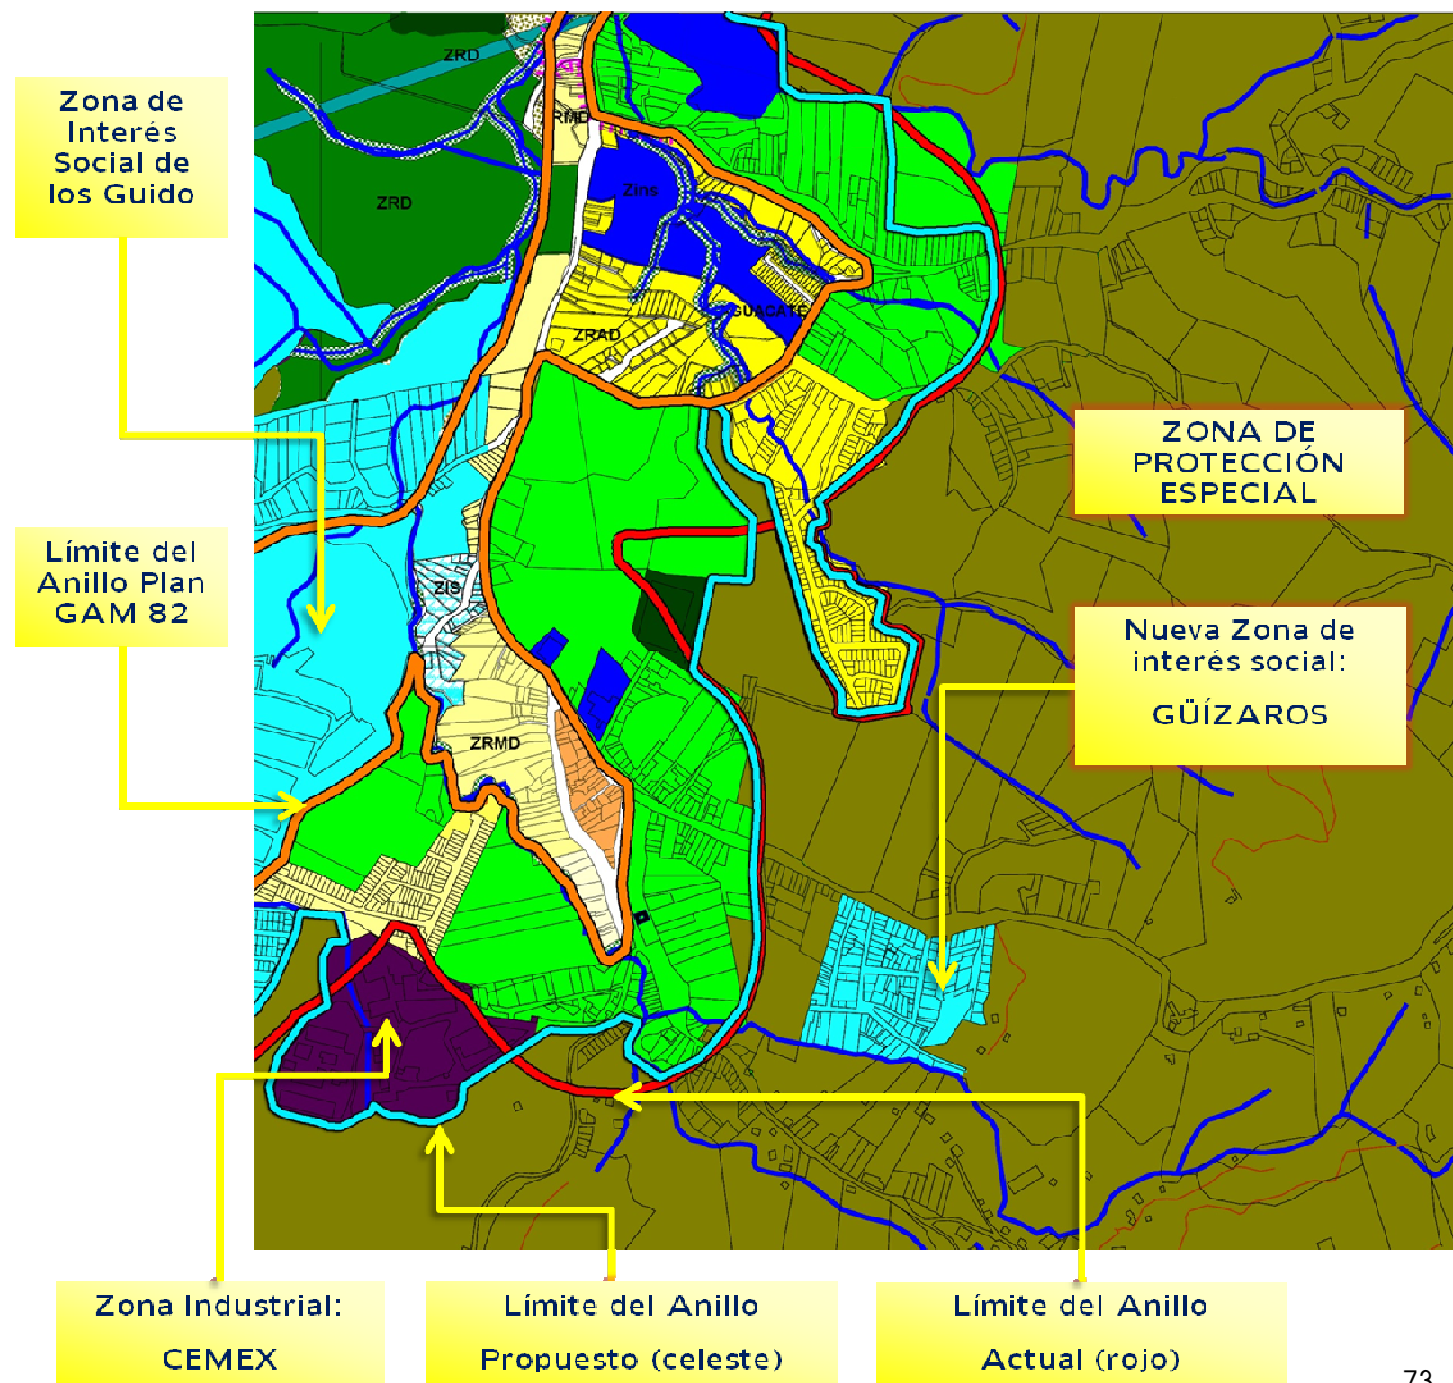 ZRD
Zona de
Interés
Social de
los Guido
RMD
Zins
ZRD
GUACATE
ZRAD
ZONA DE
PROTECCIÓN
ESPECIAL
Límite del
Anillo Plan
GAM 82
ZIS
Nueva Zona de
interés social:
GÜÍZAROS
ZRMD
Zona Industrial:
CEMEX
Límite del Anillo
Propuesto (celeste)
Límite del Anillo
Actual (rojo)
73